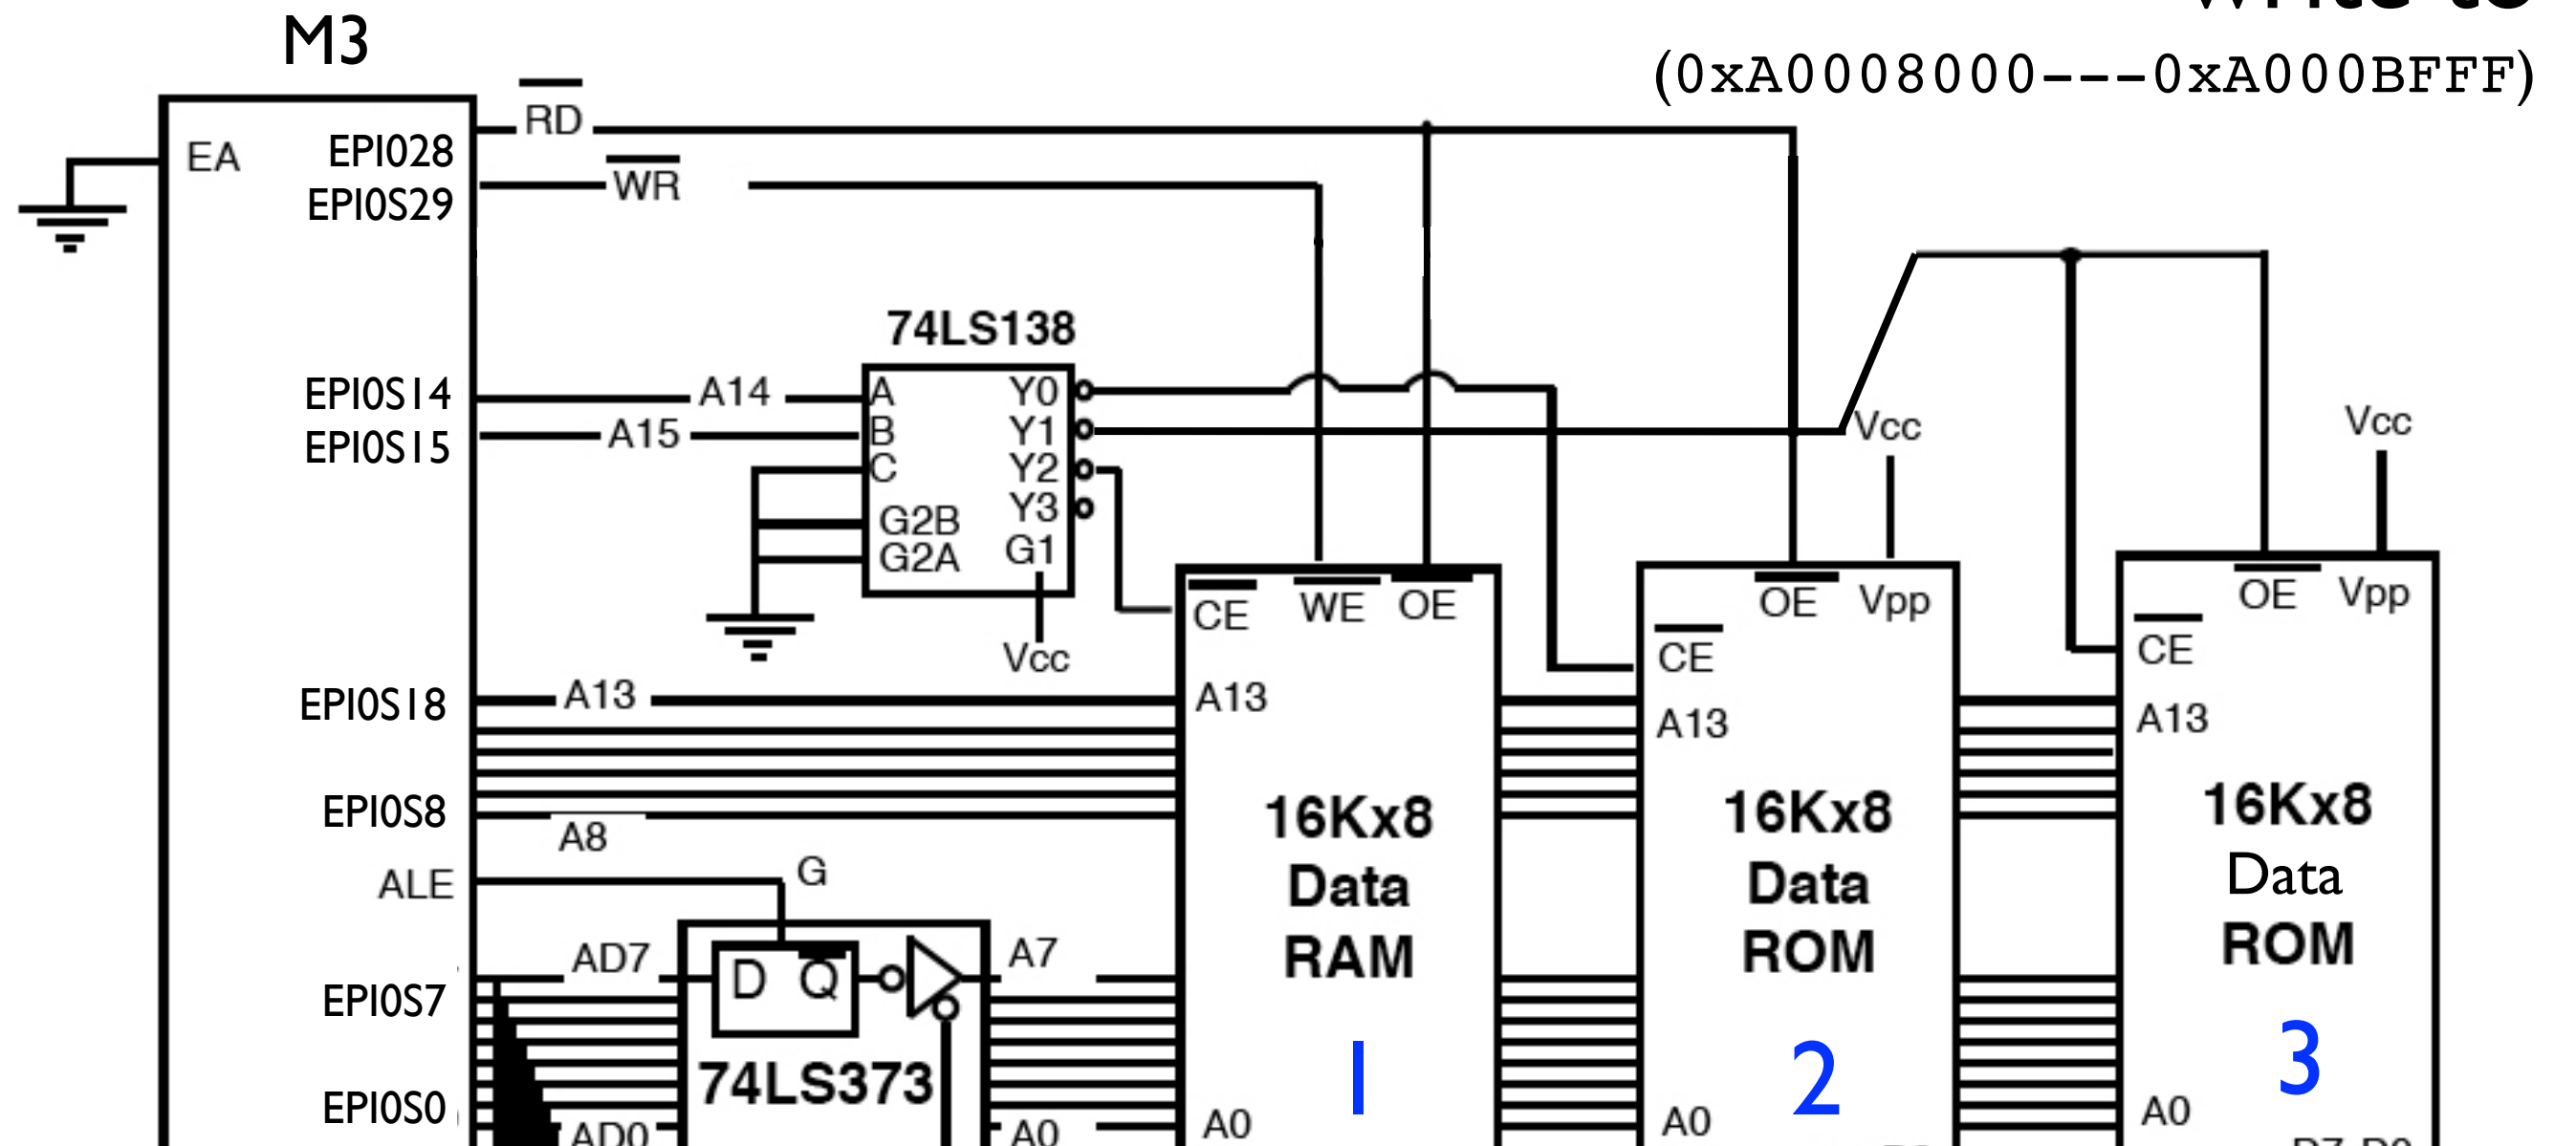 write to
M3
(0xA0008000---0xA000BFFF)
RD
EA
EPI028
WR
EPI0S29
74LS138
EPI0S14
A14
A
Y0
EPI0S15
A15
B
Y1
Vcc
Vcc
C
Y2
Y3
G2B
G2A
G1
Vcc
CE
WE
OE
OE
Vpp
OE
Vpp
CE
CE
EPI0S18
A13
A13
A13
A13
EPI0S8
A8
16Kx8
Data
RAM
1
16Kx8
Data
ROM
2
16Kx8
Data
ROM
3
ALE
G
AD7
D
Q
A7
EPI0S7
74LS373
EPI0S0
AD0
A0
A0
A0
A0